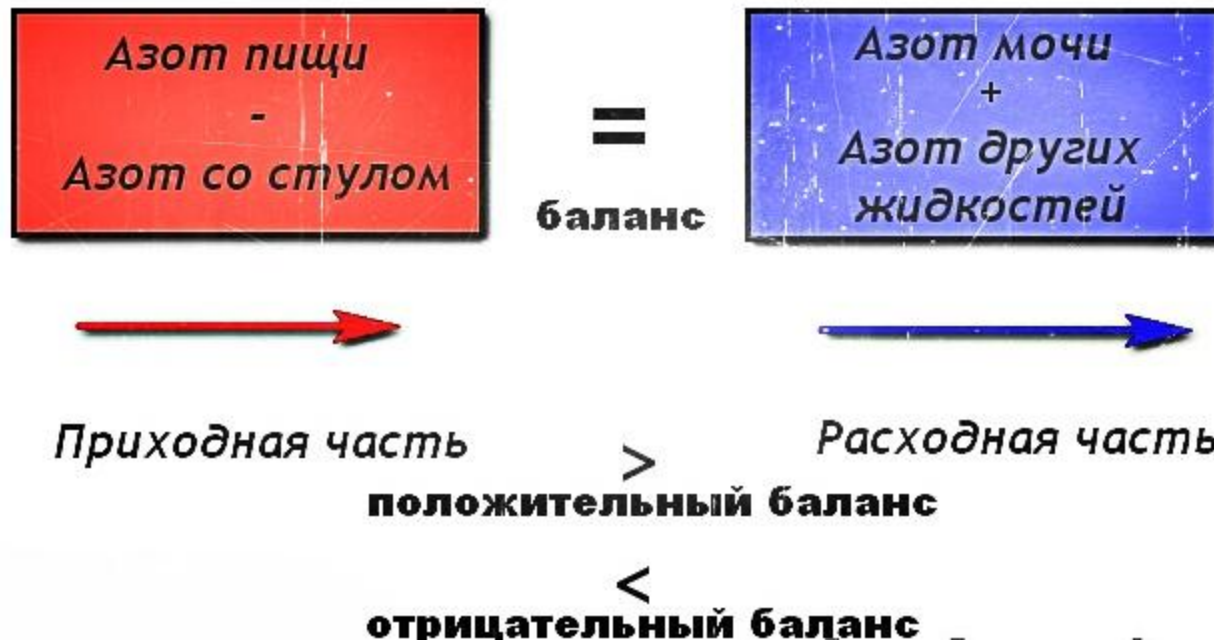 Азот пищи
-
Азот со стулом
=
баланс
Азот мочи
+
Азот других
жидкостей
Приходная часть
Расходная часть
>
положительный баланс
<
отрицательный баланс